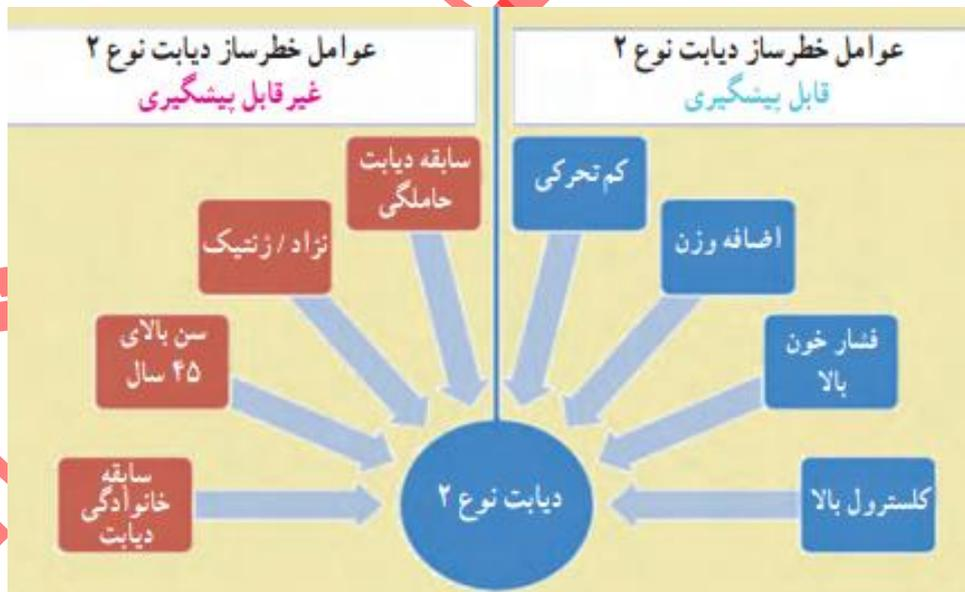 عوامل خطرساز دیابت نوع ۲
قابل پیشگیری
عوامل خطرساز دیابت نوع ۲
غیرقابل پیشگیری
کم تحرکی
اضافه وزن
فشار خون
بالا
کلسترول بالا
سابقه دیابت
حاملگی
نژاد / ژنتیک
سن بالای
۴۵ سال
سابقه
خانوادگی
دیابت
دیابت نوع ۲